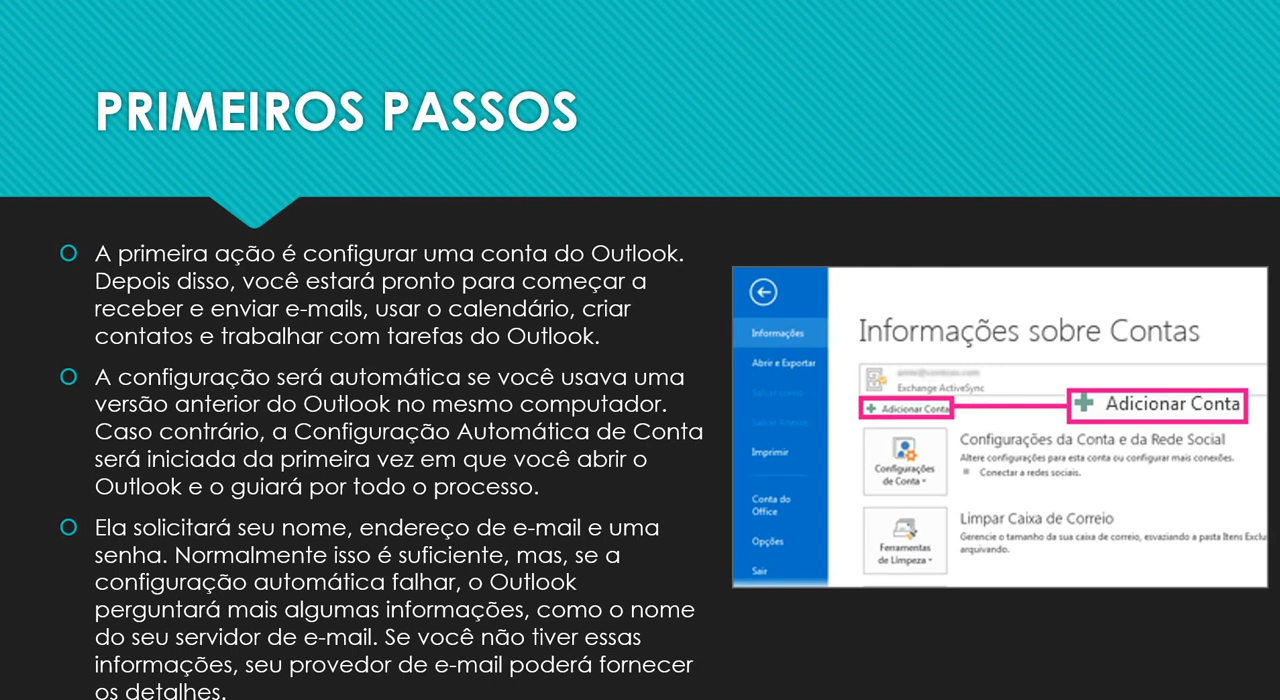 PRIMEIROS PASSOS
O A primeira ação é configurar uma conta do Outlook.
Depois disso, você estará pronto para começar a
receber e enviar e-mails, usar o calendário, criar
contatos e trabalhar com tarefas do Outlook.
O A configuração será automática se você usava uma
versão anterior do Outlook no mesmo computador.
Caso contrário, a Configuração Automática de Conta
será iniciada da primeira vez em que você abrir o
Outlook e o guiará por todo o processo.
O Ela solicitará seu nome, endereço de e-mail e uma
senha. Normalmente isso é suficiente, mas, se a
configuração automática falhar, o Outlook
perguntará mais algumas informações, como o nome
do seu servidor de e-mail. Se você não tiver essas
informações, seu provedor de e-mail poderá fornecer
os detalhes.
Informações
Abrir e Exportar
Imprimir
Conta do
Office
Opções
Sair
Informações sobre Contas
Exchange ActiveSync
Adicionar Conta
Adicionar Conta
Configurações
de Conta
Configurações da Conta e da Rede Social
Altere configurações para esta conta ou configurar mais conexões.
Conectar a redes sociais.
Ferramentas
de Limpeza
Limpar Caixa de Correio
Gerencie o tamanho da sua caixa de correio, esvaziando a pasta Itens Exclu
arquivando.